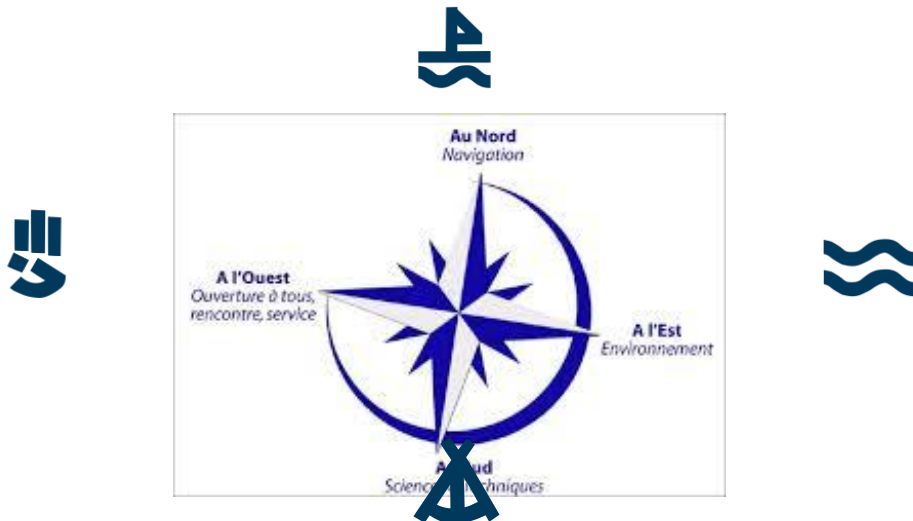 Au Nord
Navigation
A l'Ouest
Ouverture à tous,
rencontre, service
A l'Est
Environnement